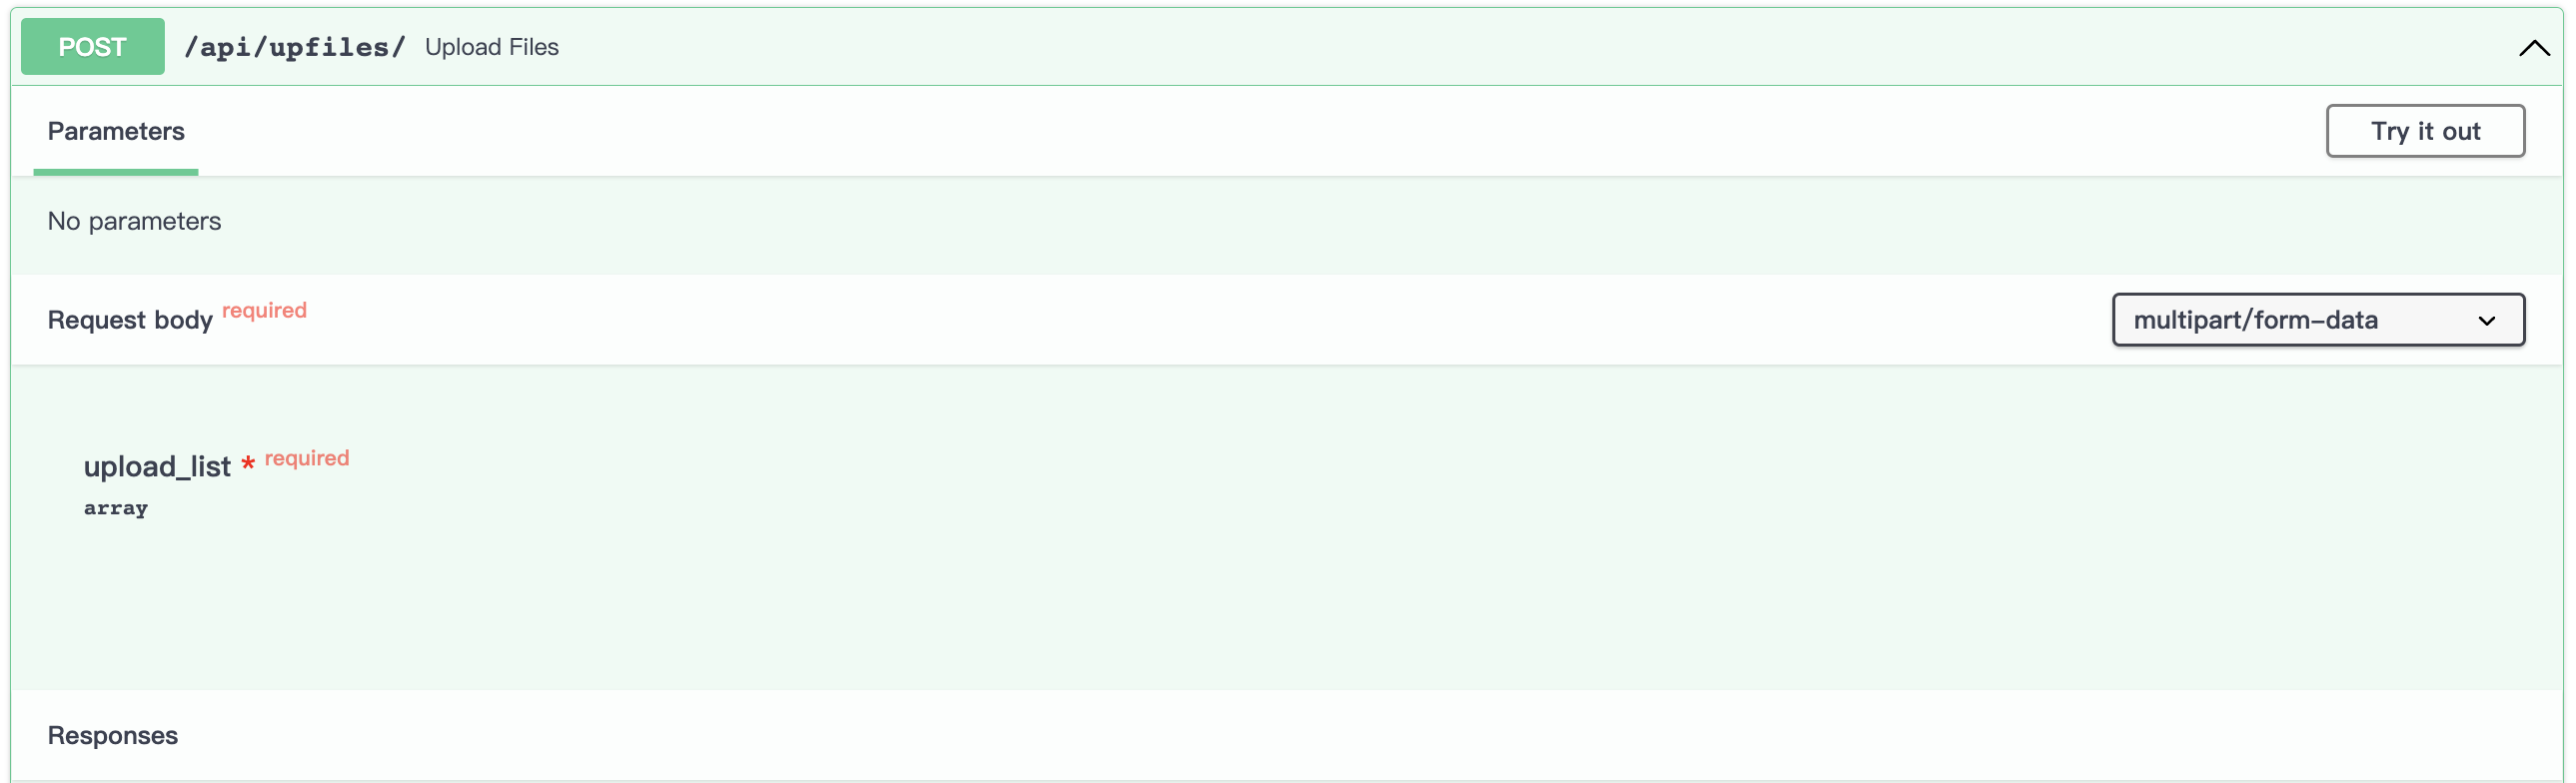 POST /api/upfiles/ Upload Files
Parameters
Try it out
No parameters
Request body required
multipart/form-data
upload_list * required
array
Responses